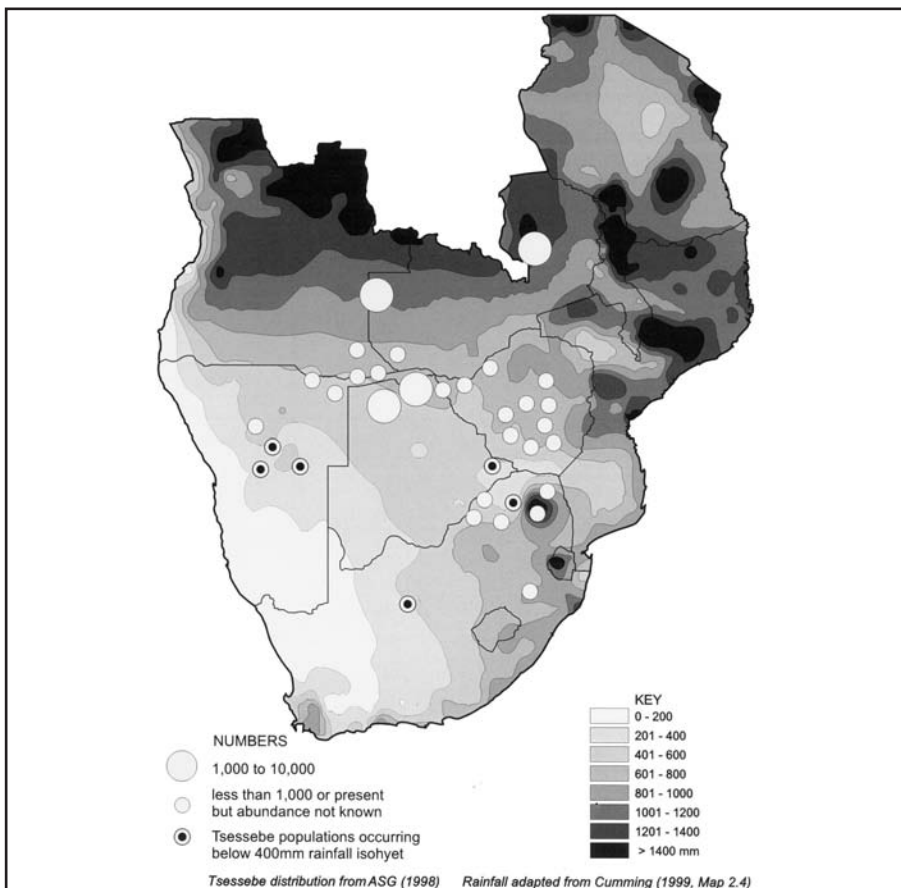 NUMBERS
1,000 to 10,000
less than 1,000 or present
but abundance not known
Tsessebe populations occurring
below 400mm rainfall isohyet
KEY
0 - 200
201 - 400
401 - 600
601 - 800
801 - 1000
1001 - 1200
1201 - 1400
> 1400 mm
Tsessebe distribution from ASG (1998) Rainfall adapted from Cumming (1999, Map 2.4)